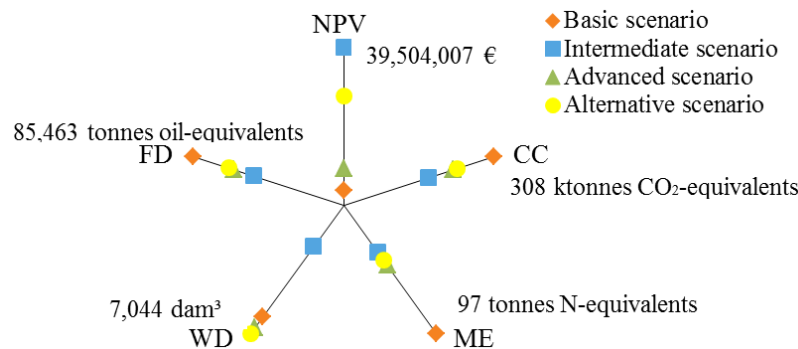 NPV
39,504,007 €
Basic scenario
Intermediate scenario
Advanced scenario
Alternative scenario
85,463 tonnes oil-equivalents
FD
CC
308 ktonnes CO₂-equivalents
7,044 dam³
WD
97 tonnes N-equivalents
ME